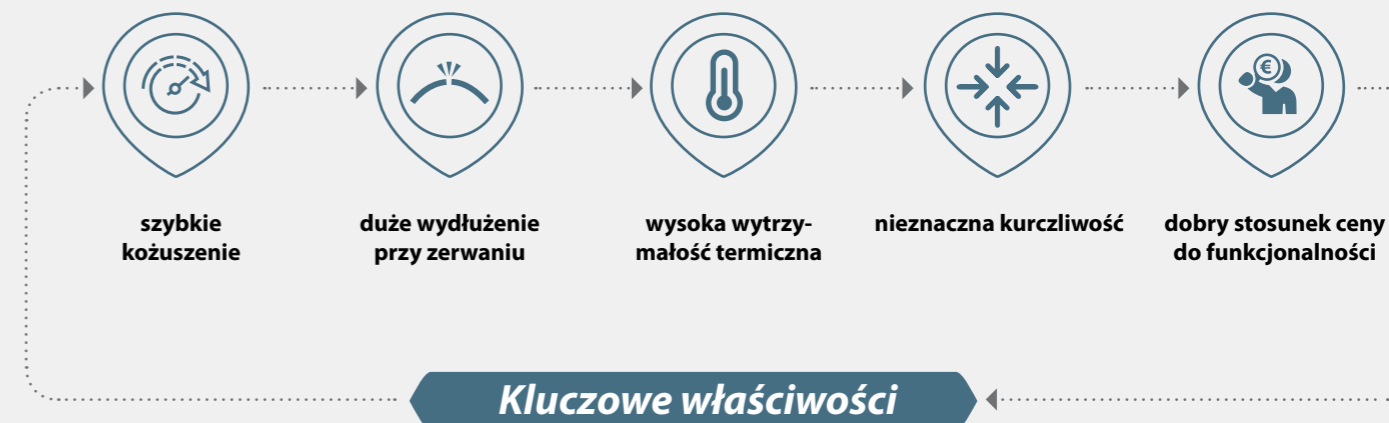 €
szybkie
kożuszenie
duże wydłużenie
przy zerwaniu
wysoka wytrzy-
małość termiczna
nieznaczna kurczliwość
dobry stosunek ceny
do funkcjonalności
Kluczowe właściwości